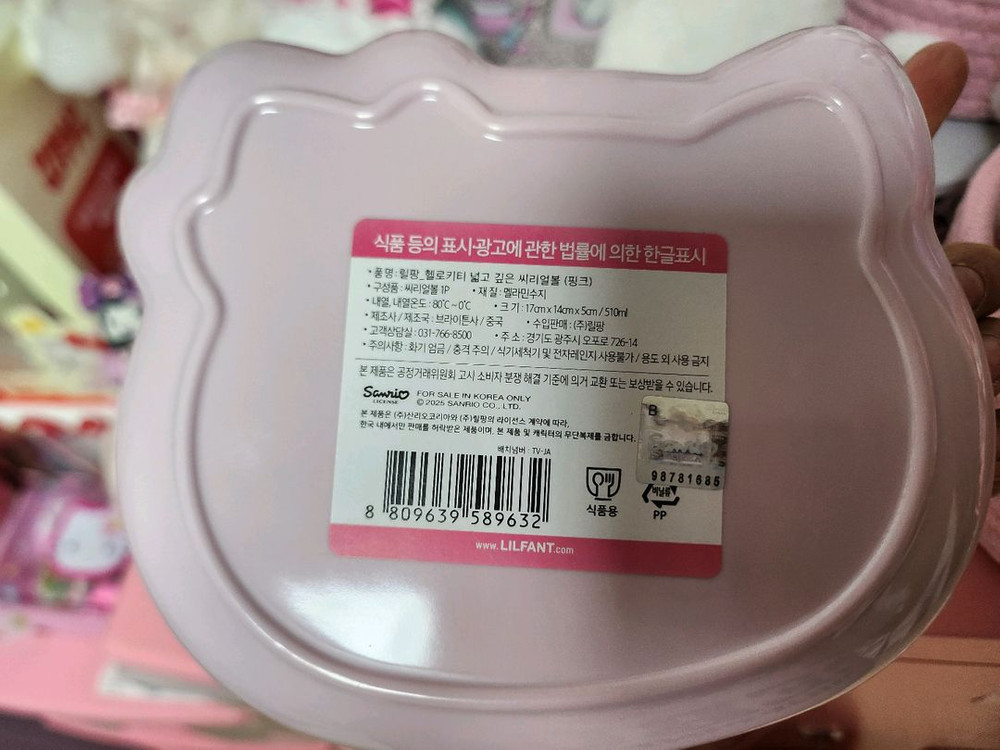 식품 등의 표시·광고에 관한 법률에 의한 한글표시
• 품명 : 릴팡_헬로키티 넓고 깊은 씨리얼볼 (핑크)
• 구성품 : 씨리얼볼 1P • 재 질 : 멜라민수지
• 내열, 내열온도 : 80℃ ~ 0℃ • 크 기 : 17cm x 14cm x 5cm / 510ml
• 제조사 / 제조국 : 브라이튼사 / 중국 • 수입판매 : (주)릴팡
• 고객상담실 : 031-766-8500 • 주 소 : 경기도 광주시 오포로 726-14
• 주의사항 : 화기 엄금 / 충격 주의 / 식기세척기 및 전자레인지 사용불가 / 용도 외 사용 금지
본 제품은 공정거래위원회 고시 소비자 분쟁 해결 기준에 의거 교환 또는 보상받을 수 있습니다.
Sanrio
LICENSE
FOR SALE IN KOREA ONLY
© 2025 SANRIO CO., LTD.
본 제품은 (주)산리오코리아와 (주)릴팡의 라이선스 계약에 따라,
한국 내에서만 판매를 허락받은 제품이며, 본 제품 및 캐릭터의 무단복제를 금합니다.
배치넘버 : TV-JA
B
98781685
8 809639 589632
식품용
비닐류
PP
www.LILFANT.com